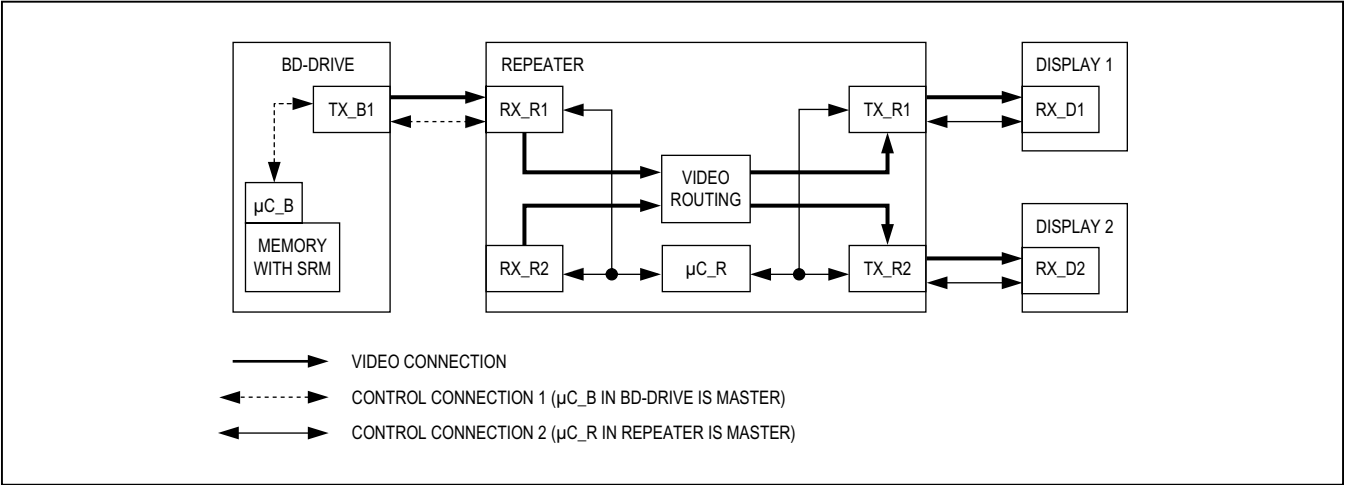 BD-DRIVE
TX_B1
µC_B
MEMORY
WITH SRM
REPEATER
RX_R1
RX_R2
VIDEO
ROUTING
µC_R
TX_R1
TX_R2
DISPLAY 1
RX_D1
DISPLAY 2
RX_D2
VIDEO CONNECTION
CONTROL CONNECTION 1 (µC_B IN BD-DRIVE IS MASTER)
CONTROL CONNECTION 2 (µC_R IN REPEATER IS MASTER)